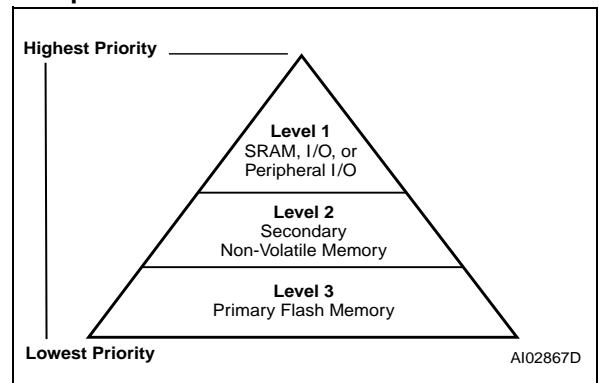 Highest Priority
Level 1
SRAM, I/O, or
Peripheral I/O
Level 2
Secondary
Non-Volatile Memory
Level 3
Primary Flash Memory
Lowest Priority
AI02867D